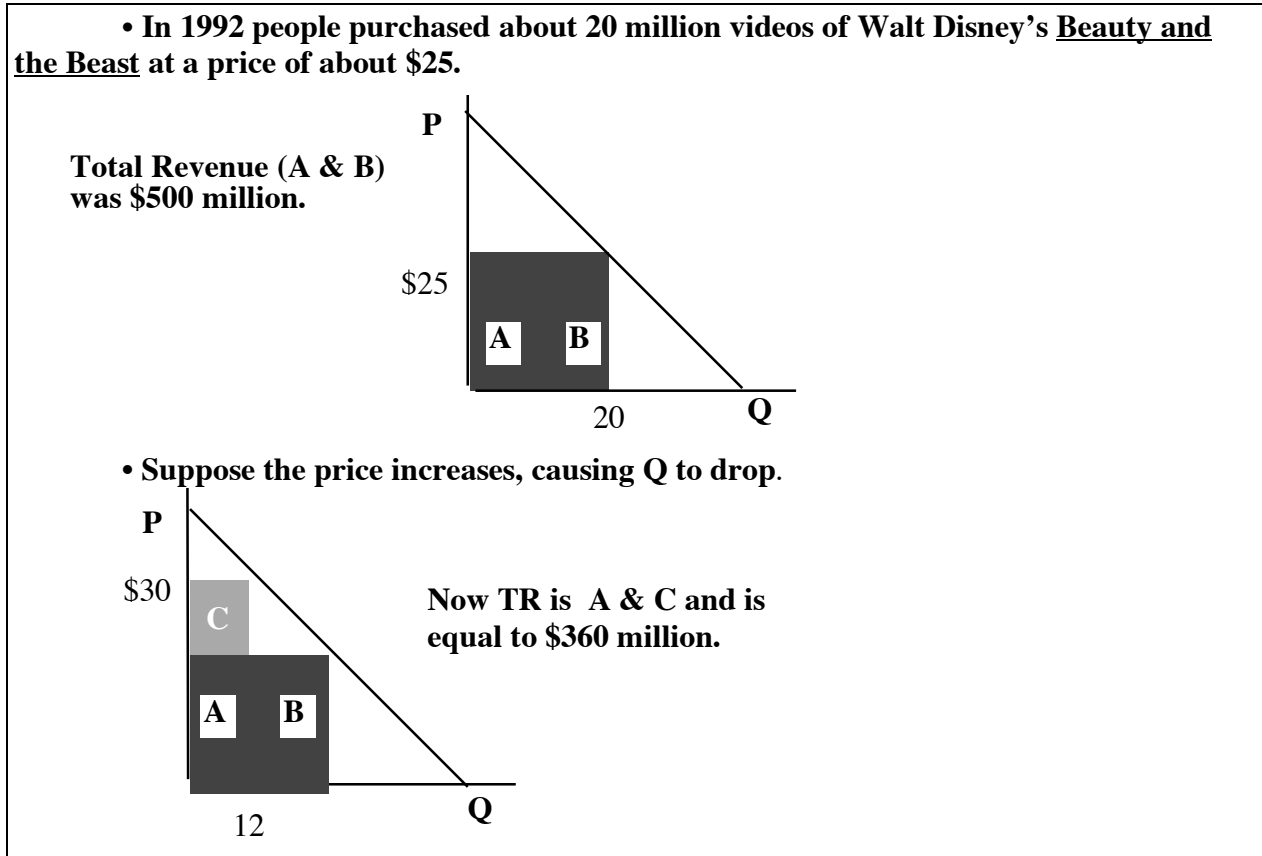 • In 1992 people purchased about 20 million videos of Walt Disney’s Beauty and
the Beast at a price of about $25.
P
Total Revenue (A & B)
was $500 million.
$25
A B
20
Q
• Suppose the price increases, causing Q to drop.
P
$30
C
Now TR is A & C and is
equal to $360 million.
A B
12
Q